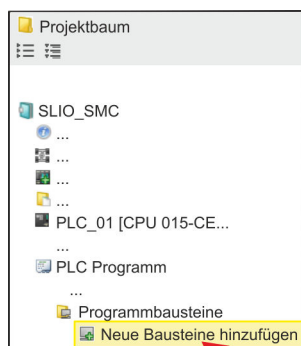 Projektbaum
SLIO_SMC
...
...
...
...
PLC_01 [CPU 015-CE...
...
PLC Programm
...
Programmbausteine
Neue Bausteine hinzufügen